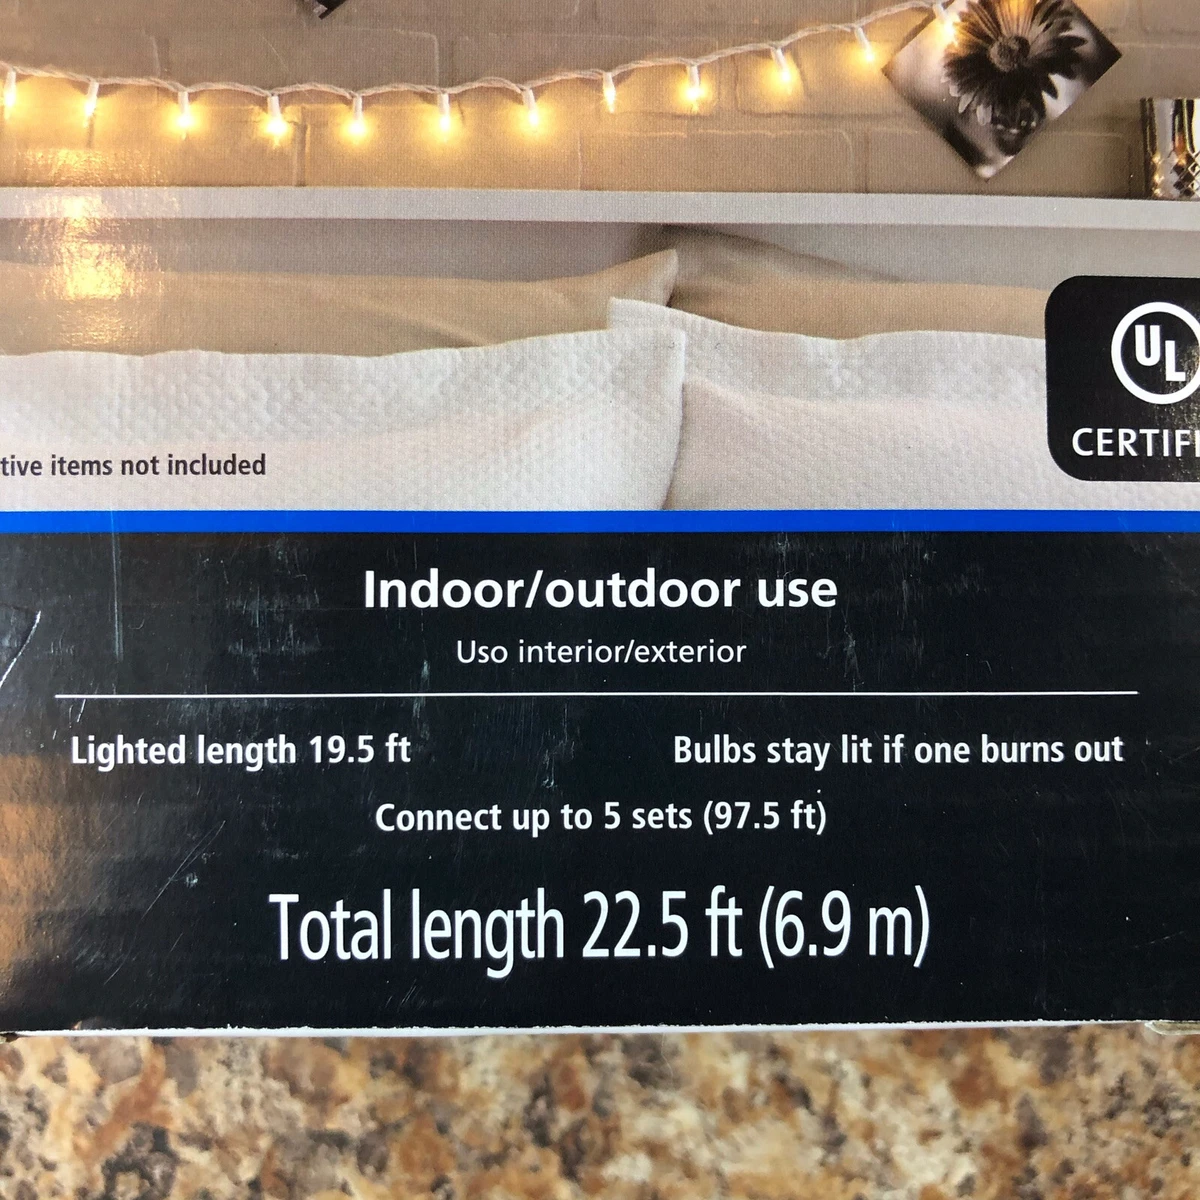 UL
CERTIFI
tive items not included
Indoor/outdoor use
Uso interior/exterior
Lighted length 19.5 ft
Bulbs stay lit if one burns out
Connect up to 5 sets (97.5 ft)
Total length 22.5 ft (6.9 m)